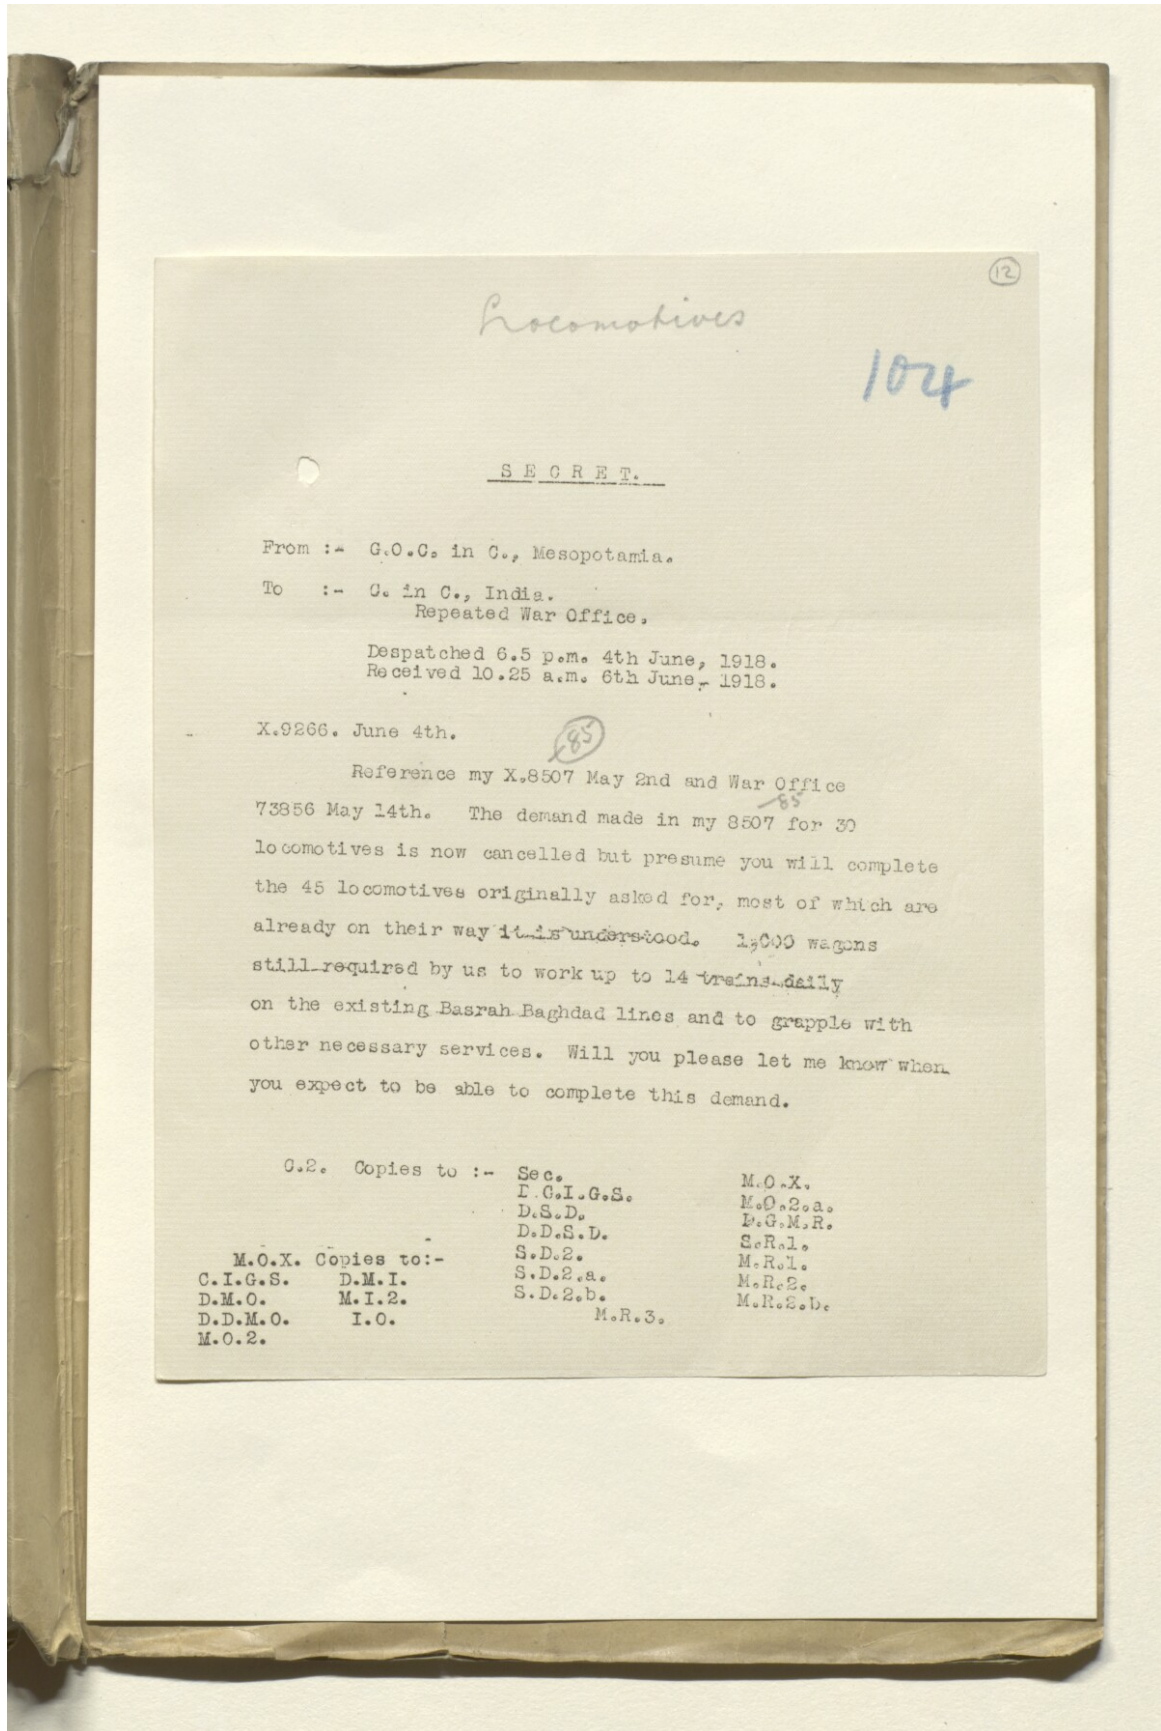 12
Locomotives
104
SECRET.
From :- G.O.C. in C., Mesopotamia.
To :- C. in C., India.
Repeated War Office.
Despatched 6.5 p.m. 4th June, 1918.
Received 10.25 a.m. 6th June, 1918.
X.9266. June 4th.
85
Reference my X.8507 May 2nd and War Office
85
73856 May 14th. The demand made in my 8507 for 30
locomotives is now cancelled but presume you will complete
the 45 locomotives originally asked for, most of which are
already on their way it is understood. 1,000 wagons
still required by us to work up to 14 trains daily
on the existing Basrah Baghdad lines and to grapple with
other necessary services. Will you please let me know when
you expect to be able to complete this demand.
C.2. Copies to :- Sec. M.O.X.
D.C.I.G.S. M.O.2.a.
D.S.D. D.G.M.R.
D.D.S.D. S.R.1.
S.D.2. M.R.1.
S.D.2.a. M.R.2.
S.D.2.b. M.R.2.b.
M.R.3.
M.O.X. Copies to:-
C.I.G.S. D.M.I.
D.M.O. M.I.2.
D.D.M.O. I.O.
M.O.2.